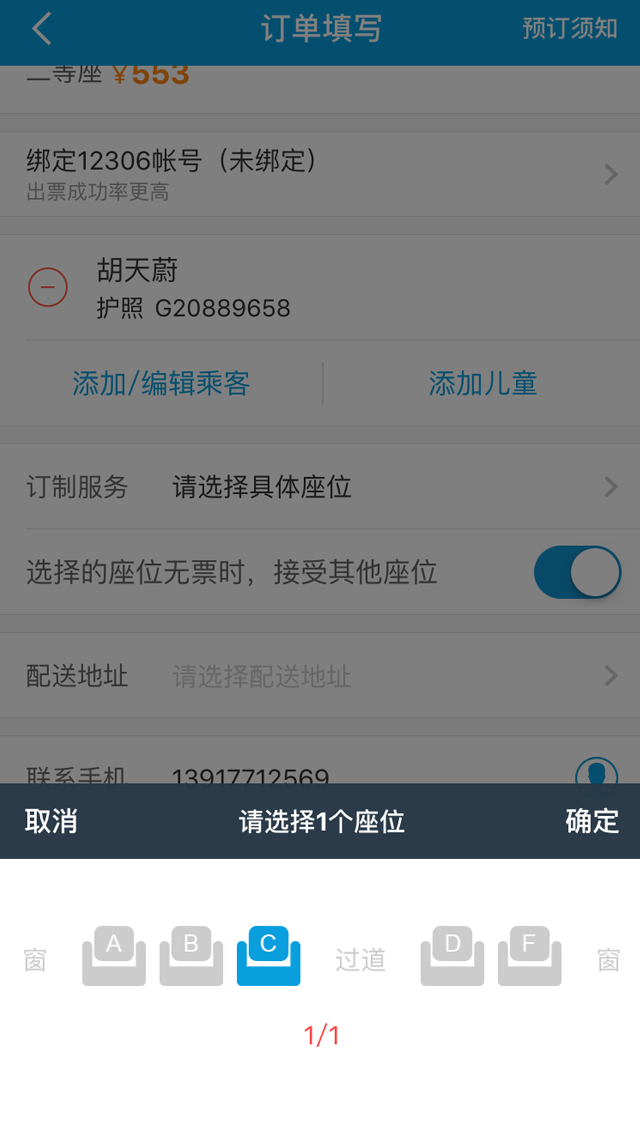 订单填写
预订须知
二等座 ¥553
绑定12306帐号（未绑定）
出票成功率更高
胡天蔚
护照 G20889658
添加/编辑乘客
添加儿童
订制服务 请选择具体座位
选择的座位无票时，接受其他座位
配送地址 请选择配送地址
联系手机 13917712569
取消
请选择1个座位
确定
窗 A B C 过道 D F 窗
1/1